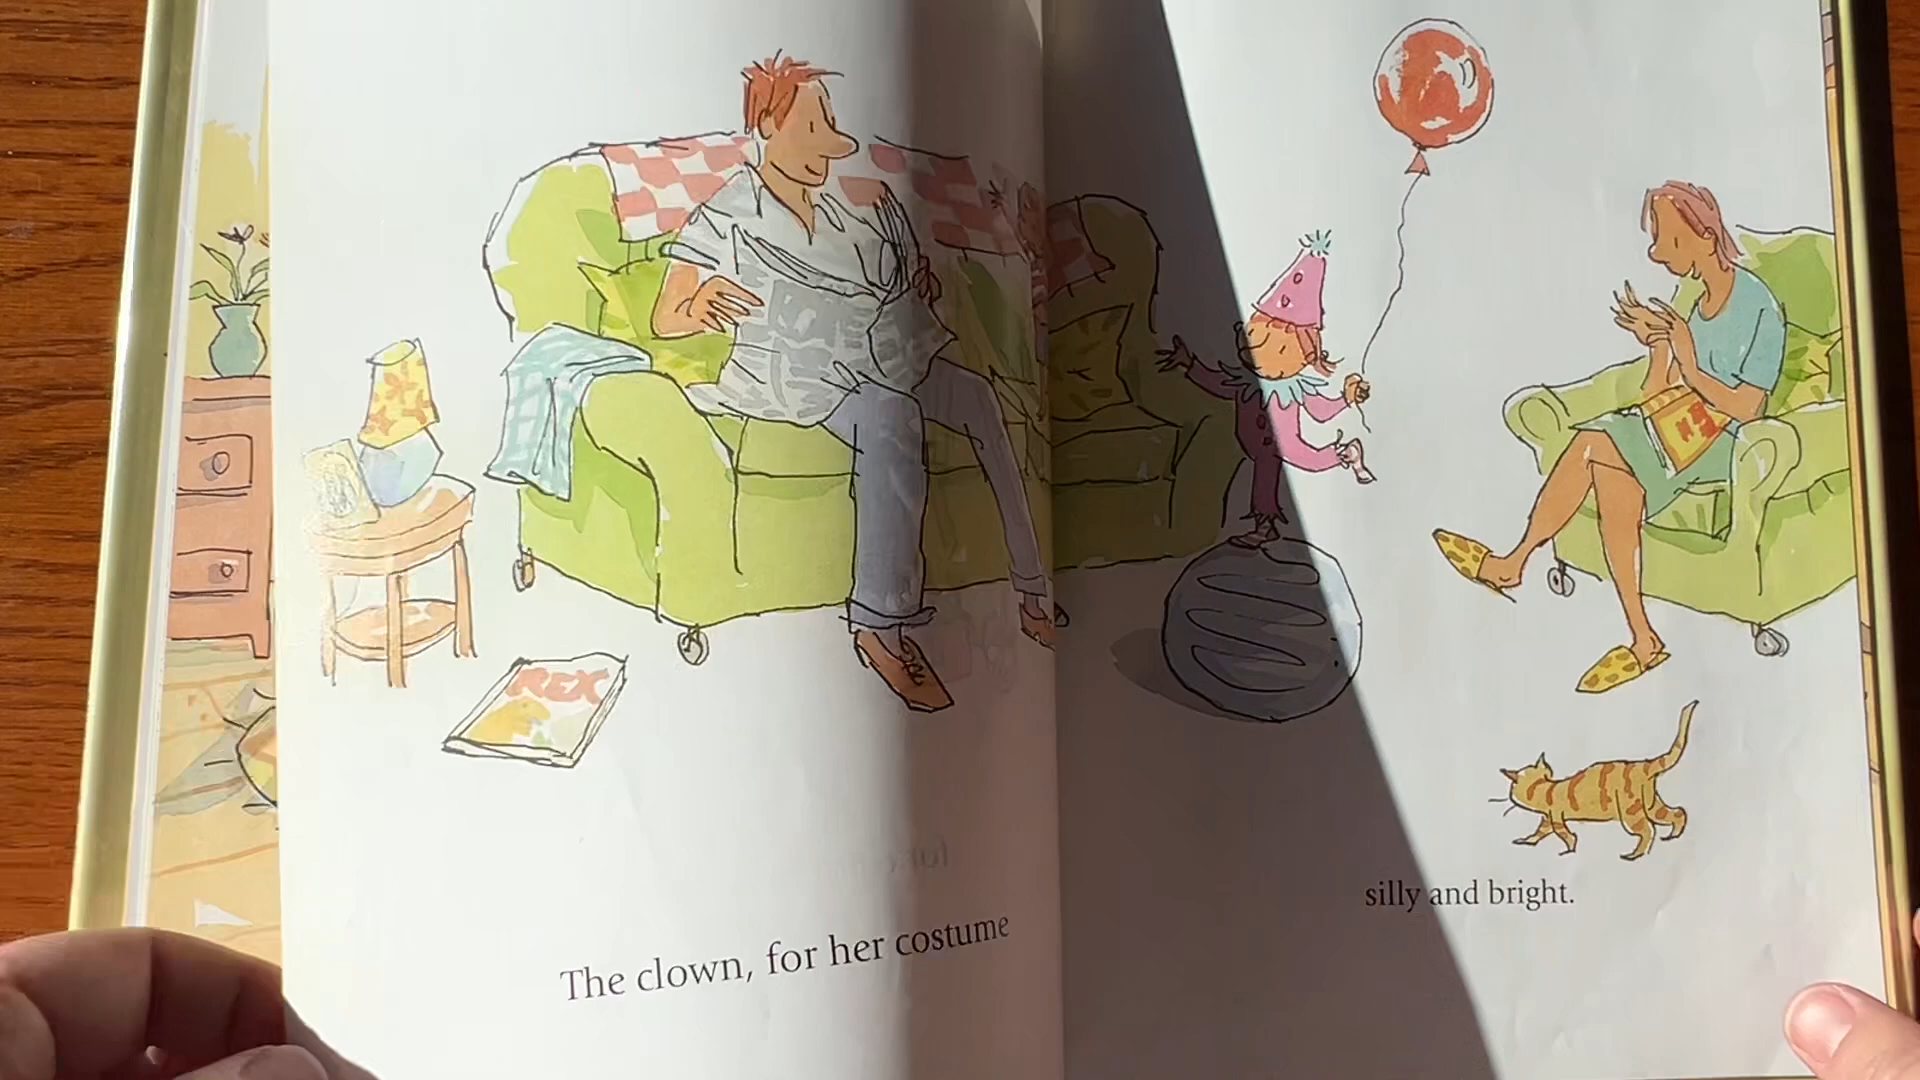 REX
The clown, for her costume
silly and bright.